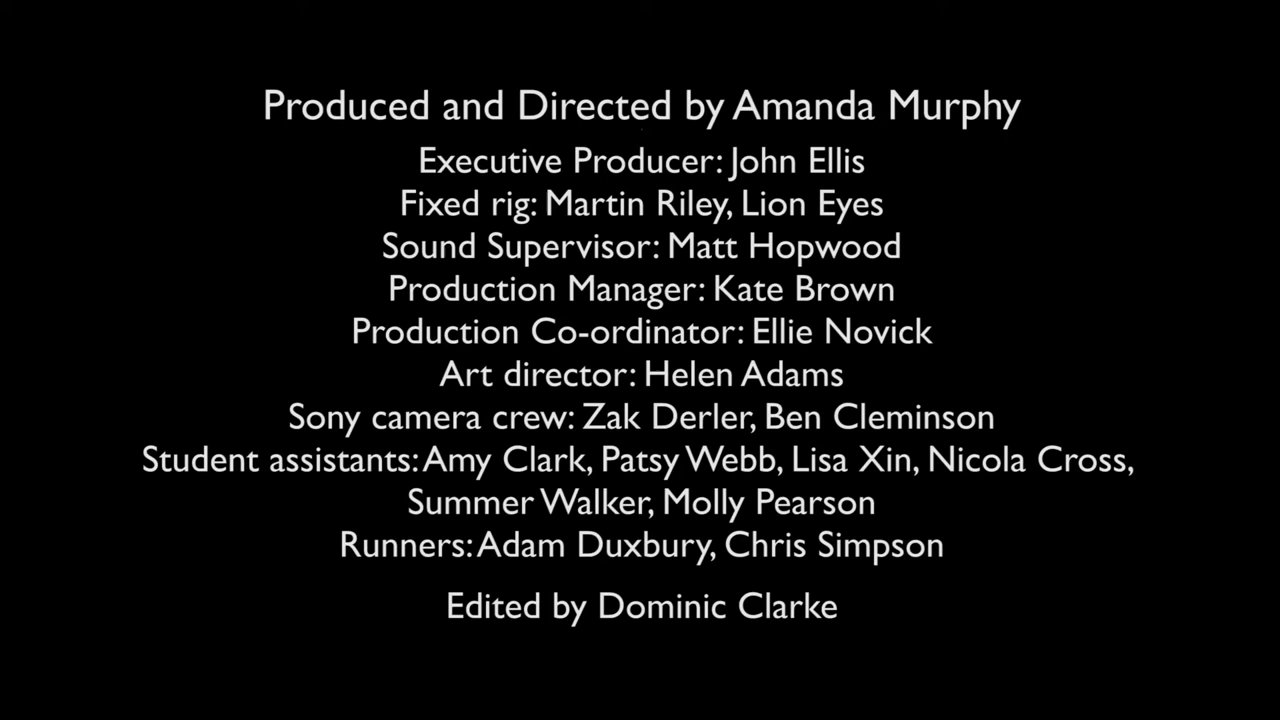 Produced and Directed by Amanda Murphy
Executive Producer: John Ellis
Fixed rig: Martin Riley, Lion Eyes
Sound Supervisor: Matt Hopwood
Production Manager: Kate Brown
Production Co-ordinator: Ellie Novick
Art director: Helen Adams
Sony camera crew: Zak Derler, Ben Cleminson
Student assistants: Amy Clark, Patsy Webb, Lisa Xin, Nicola Cross,
Summer Walker, Molly Pearson
Runners: Adam Duxbury, Chris Simpson
Edited by Dominic Clarke